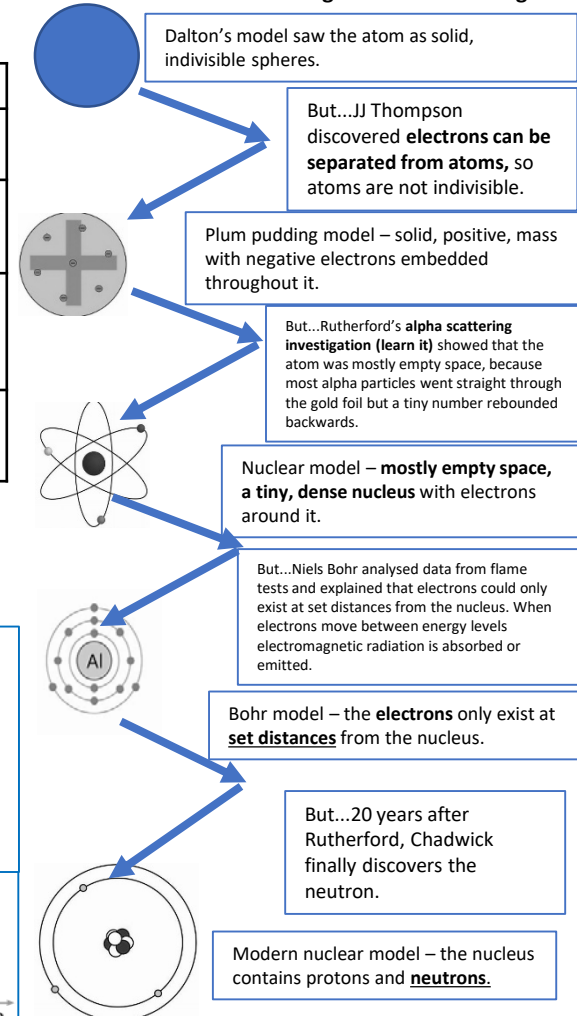 Dalton's model saw the atom as solid,
indivisible spheres.
But...JJ Thompson
discovered electrons can be
separated from atoms, so
atoms are not indivisible.
Plum pudding model – solid, positive, mass
with negative electrons embedded
throughout it.
But...Rutherford's alpha scattering
investigation (learn it) showed that the
atom was mostly empty space, because
most alpha particles went straight through
the gold foil but a tiny number rebounded
backwards.
Nuclear model – mostly empty space,
a tiny, dense nucleus with electrons
around it.
But...Niels Bohr analysed data from flame
tests and explained that electrons could only
exist at set distances from the nucleus. When
electrons move between energy levels
electromagnetic radiation is absorbed or
emitted.
Al
Bohr model – the electrons only exist at
set distances from the nucleus.
But...20 years after
Rutherford, Chadwick
finally discovers the
neutron.
Modern nuclear model – the nucleus
contains protons and neutrons.